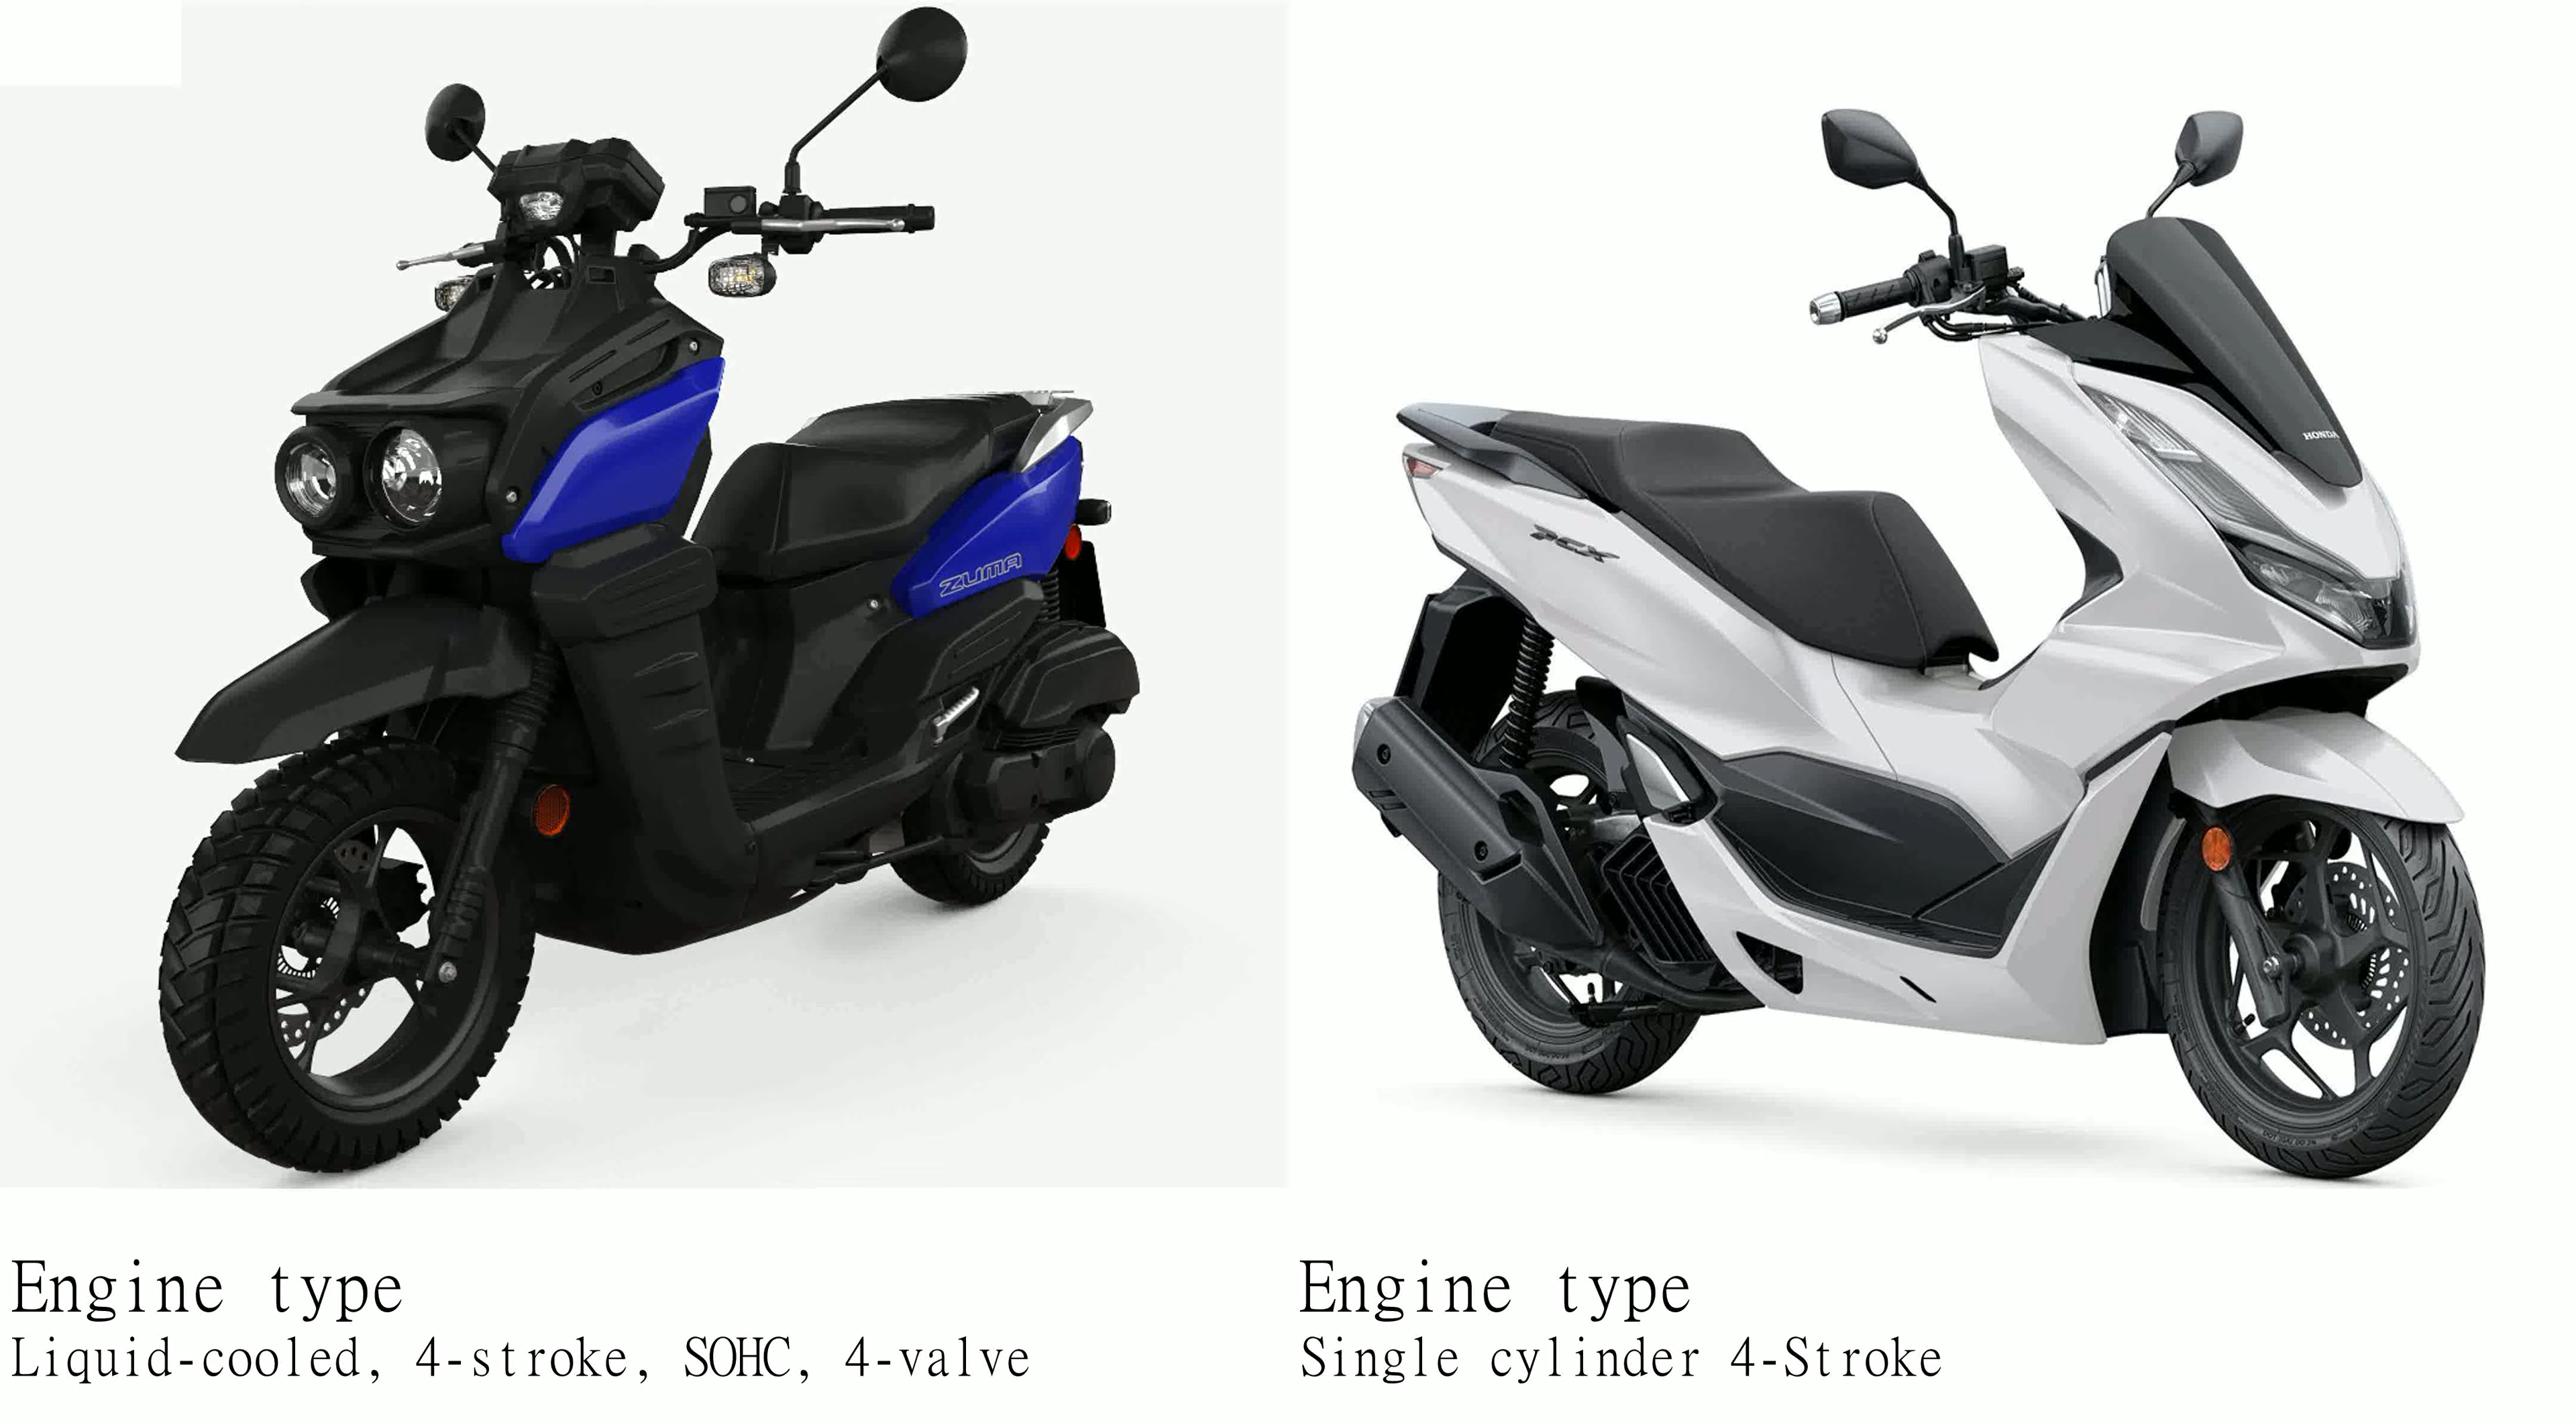 ZUMA
HONDA
PCX
Engine type
Liquid-cooled, 4-stroke, SOHC, 4-valve
Engine type
Single cylinder 4-Stroke